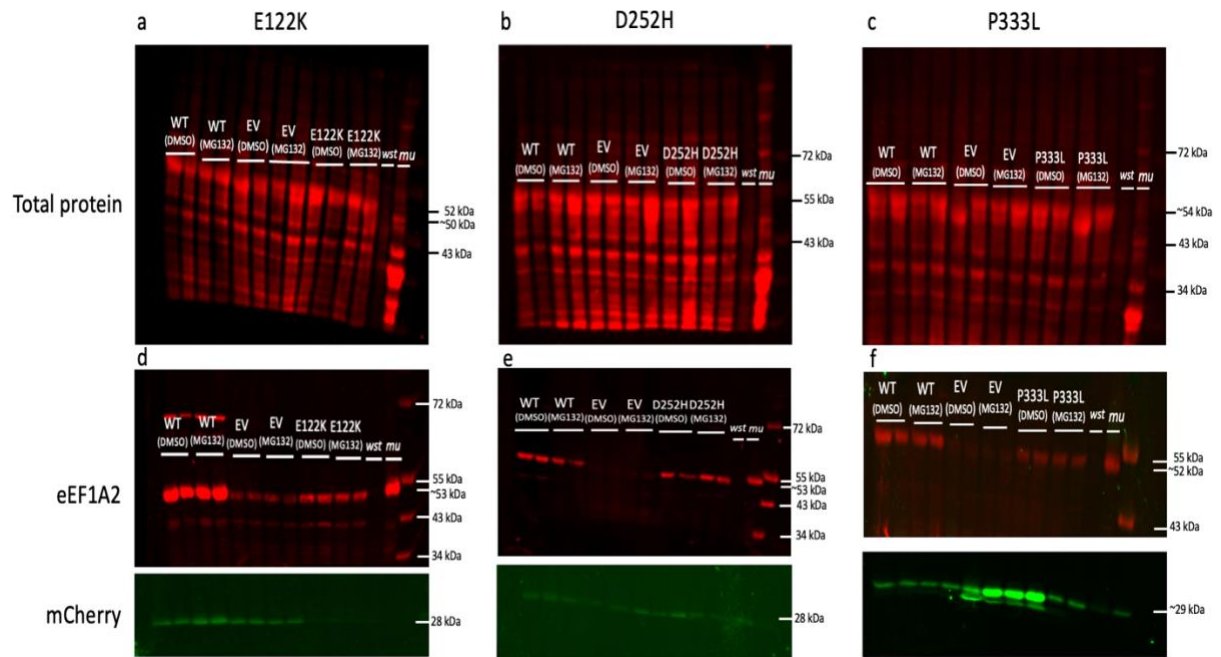 a
E122K
b
D252H
c
P333L
Total protein
WT
(DMSO)
WT
(MG132)
EV
(DMSO)
EV
(MG132)
E122K
(DMSO)
E122K
(MG132)
wst
mu
52 kDa
~50 kDa
43 kDa
WT
(DMSO)
WT
(MG132)
EV
(DMSO)
EV
(MG132)
D252H
(DMSO)
D252H
(MG132)
wst
mu
72 kDa
55 kDa
43 kDa
WT
(DMSO)
WT
(MG132)
EV
(DMSO)
EV
(MG132)
P333L
(DMSO)
P333L
(MG132)
wst
mu
72 kDa
~54 kDa
43 kDa
34 kDa
eEF1A2
d
WT
(DMSO)
WT
(MG132)
EV
(DMSO)
EV
(MG132)
E122K
(DMSO)
E122K
(MG132)
wst
mu
72 kDa
55 kDa
~53 kDa
43 kDa
34 kDa
e
WT
(DMSO)
WT
(MG132)
EV
(DMSO)
EV
(MG132)
D252H
(DMSO)
D252H
(MG132)
wst
mu
72 kDa
55 kDa
~53 kDa
43 kDa
34 kDa
f
WT
(DMSO)
WT
(MG132)
EV
(DMSO)
EV
(MG132)
P333L
(DMSO)
P333L
(MG132)
wst
mu
55 kDa
~52 kDa
43 kDa
mCherry
28 kDa
28 kDa
~29 kDa